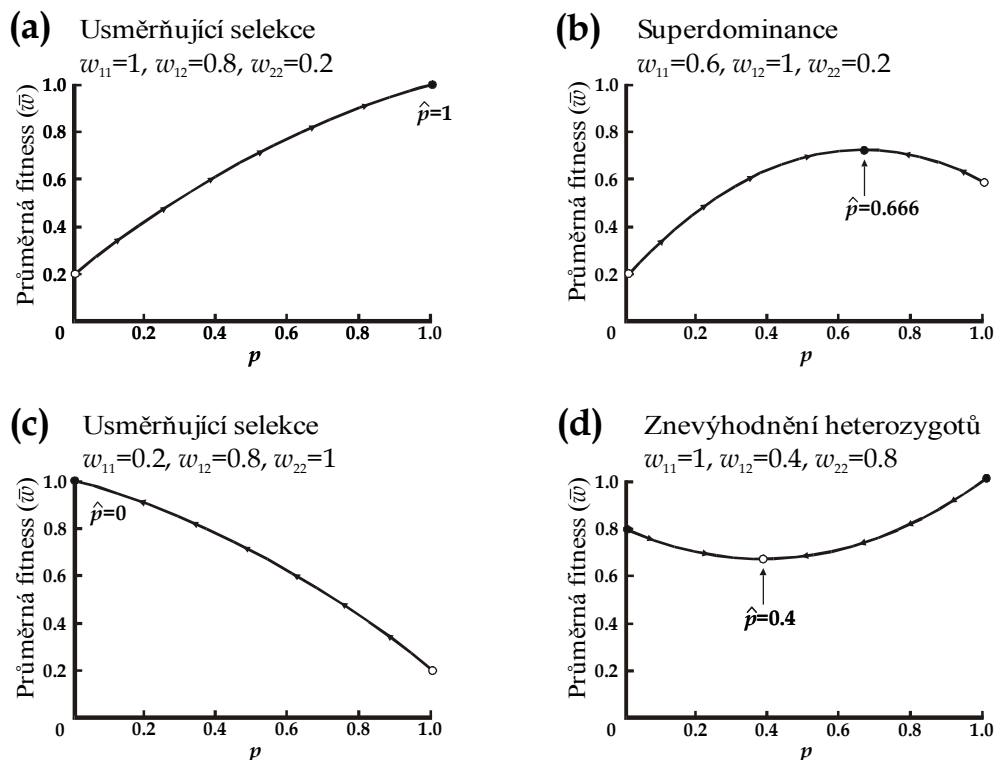 (a) Usměrňující selekce
w11=1, w12=0.8, w22=0.2
Průměrná fitness (w̄)
1.0
0.8
0.6
0.4
0.2
0
p̂=1
0.2 0.4 0.6 0.8 1.0
p
(b) Superdominance
w11=0.6, w12=1, w22=0.2
Průměrná fitness (w̄)
1.0
0.8
0.6
0.4
0.2
0
p̂=0.666
0.2 0.4 0.6 0.8 1.0
p
(c) Usměrňující selekce
w11=0.2, w12=0.8, w22=1
Průměrná fitness (w̄)
1.0
0.8
0.6
0.4
0.2
0
p̂=0
0.2 0.4 0.6 0.8 1.0
p
(d) Znevýhodnění heterozygotů
w11=1, w12=0.4, w22=0.8
Průměrná fitness (w̄)
1.0
0.8
0.6
0.4
0.2
0
p̂=0.4
0.2 0.4 0.6 0.8 1.0
p